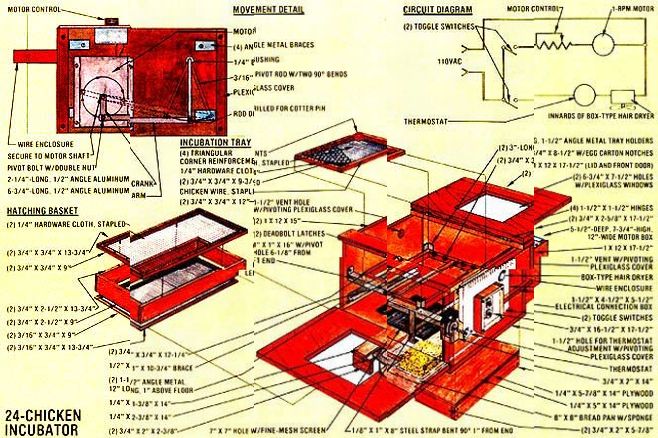 MOTOR CONTROL
MOVEMENT DETAIL
MOTOR
(4) ANGLE METAL BRACES
1/4" BUSHING
3/16" PIVOT ROD W/TWO 90° BENDS
GLASS COVER
DRILLED FOR COTTER PIN
WIRE ENCLOSURE
SECURE TO MOTOR SHAFT
PIVOT BOLT W/DOUBLE NUT
2-1/4"-LONG, 1/2" ANGLE ALUMINUM
6-3/4"-LONG, 1/2" ANGLE ALUMINUM
CRANK
ARM
CIRCUIT DIAGRAM
(2) TOGGLE SWITCHES
MOTOR CONTROL
1-RPM MOTOR
110VAC
THERMOSTAT
INNARDS OF BOX-TYPE HAIR DRYER
INCUBATION TRAY
(4) TRIANGULAR
CORNER REINFORCEMENTS
1/4" HARDWARE CLOTH, STAPLED
(2) 3/4" X 3/4" X 9-3/
CHICKEN WIRE, STAPLED
(2) 3/4" X 3/4" X 12"
1-1/2" VENT HOLE
W/PIVOTING PLEXIGLASS COVER
(2) 1 X 12 X 15"
(2) DEADBOLT LATCHES
X 1" X 16" W/PIVOT
HOLE 6-1/8" FROM
END
HATCHING BASKET
(2) 1/4" HARDWARE CLOTH, STAPLED
(2) 3/4" X 3/4" X 13-3/4"
(2) 3/4" X 3/4" X 9"
(2) 3/4" X 2-1/2" X 13-3/4"
(2) 3/4" X 2-1/2" X 9"
(2) 3/16" X 3/4" X 9"
(2) 3/16" X 3/4" X 13-3/4"
(2) 3"-LONG, 1-1/2" ANGLE METAL TRAY HOLDERS
(2) 3/4" X 3/4" X 8-1/2" W/EGG CARTON NOTCHES
(2) 1 X 12 X 17-1/2" (LID AND FRONT DOOR)
(2) 6-3/4 X 7-1/2" HOLES
W/PLEXIGLASS WINDOWS
(4) 1-1/2" X 1-1/2" HINGES
(2) 3/4" X 2-5/8" X 17-1/2"
5-1/2"-DEEP, 7-3/4"-HIGH,
12"-WIDE MOTOR BOX
1 X 12 X 17-1/2"
1-1/2" VENT W/PIVOTING
PLEXIGLASS COVER
BOX-TYPE HAIR DRYER
WIRE ENCLOSURE
1-1/2" X 4-1/2" X 5-1/2"
ELECTRICAL CONNECTION BOX
(2) TOGGLE SWITCHES
3/4" X 16-1/2" X 17-1/2"
1-1/2" HOLE FOR THERMOSTAT
ADJUSTMENT W/PIVOTING
PLEXIGLASS COVER
THERMOSTAT
3/4" X 2" X 14"
1/4" X 5-7/8" X 14" PLYWOOD
1/4" X 5" X 14" PLYWOOD
8" X 8" BREAD PAN W/SPONGE
(2) 3/4" X 2" X 5-7/8"
(2) 3/4" X 3/4" X 17-1/4"
1/2" X 1" X 10-3/4" BRACE
(2) 1-1/2" ANGLE METAL
12" LONG, 1" ABOVE FLOOR
1/4" X 1-3/8" X 14"
1/4" X 2-3/8" X 14"
(2) 3/4" X 2" X 2-3/8"
7" X 7" HOLE W/FINE-MESH SCREEN
1/8" X 1" X 8" STEEL STRAP BENT 90° 1" FROM END
24-CHICKEN
INCUBATOR